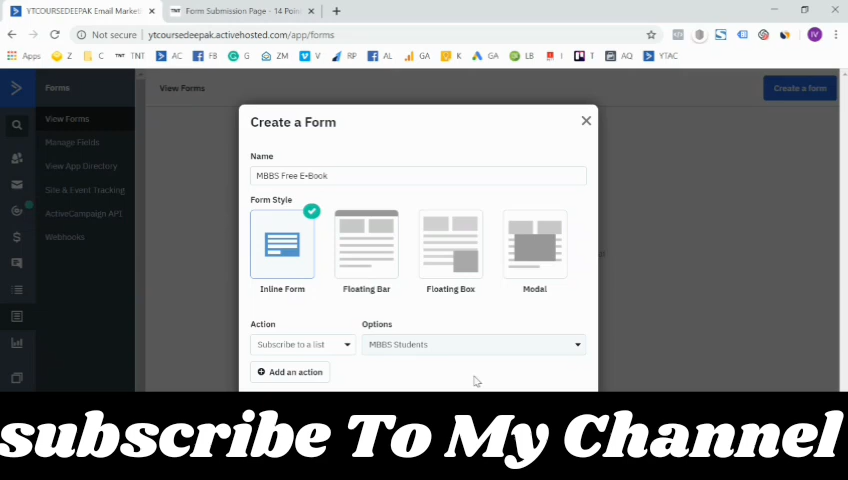 YTCOURSEDEEPAK Email Marketi
Form Submission Page - 14 Point
Not secure | ytcoursedeepak.activehosted.com/app/forms
Apps Z C TNT TNT AC FB G ZM V RP AL GA K GA LB I T AQ YTAC
Forms
View Forms
Create a form
View Forms
Manage Fields
View App Directory
Site & Event Tracking
ActiveCampaign API
Webhooks
Create a Form
Name
MBBS Free E-Book
Form Style
Inline Form
Floating Bar
Floating Box
Modal
Action
Options
Subscribe to a list
MBBS Students
Add an action
subscribe To My Channel